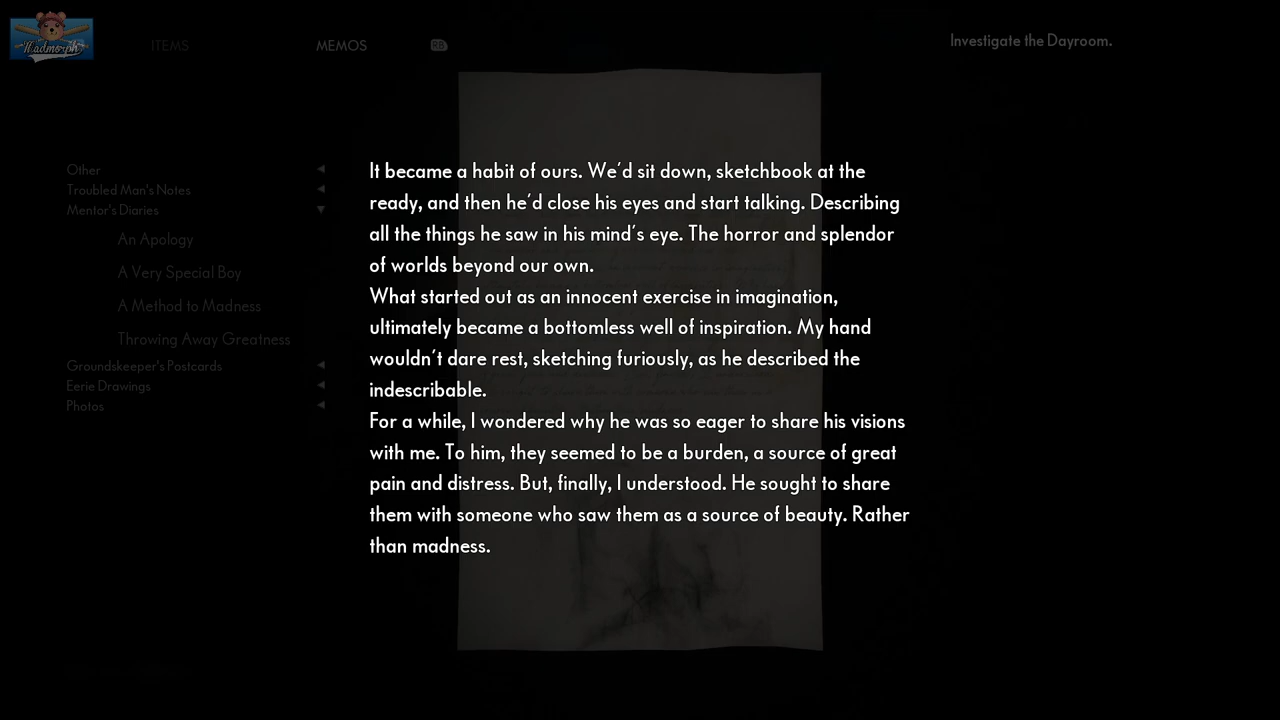 Madmorph
ITEMS
MEMOS
RB
Investigate the Dayroom.
Other
Troubled Man's Notes
Mentor's Diaries
An Apology
A Very Special Boy
A Method to Madness
Throwing Away Greatness
Groundskeeper's Postcards
Eerie Drawings
Photos
It became a habit of ours. We'd sit down, sketchbook at the
ready, and then he'd close his eyes and start talking. Describing
all the things he saw in his mind's eye. The horror and splendor
of worlds beyond our own.
What started out as an innocent exercise in imagination,
ultimately became a bottomless well of inspiration. My hand
wouldn't dare rest, sketching furiously, as he described the
indescribable.
For a while, I wondered why he was so eager to share his visions
with me. To him, they seemed to be a burden, a source of great
pain and distress. But, finally, I understood. He sought to share
them with someone who saw them as a source of beauty. Rather
than madness.